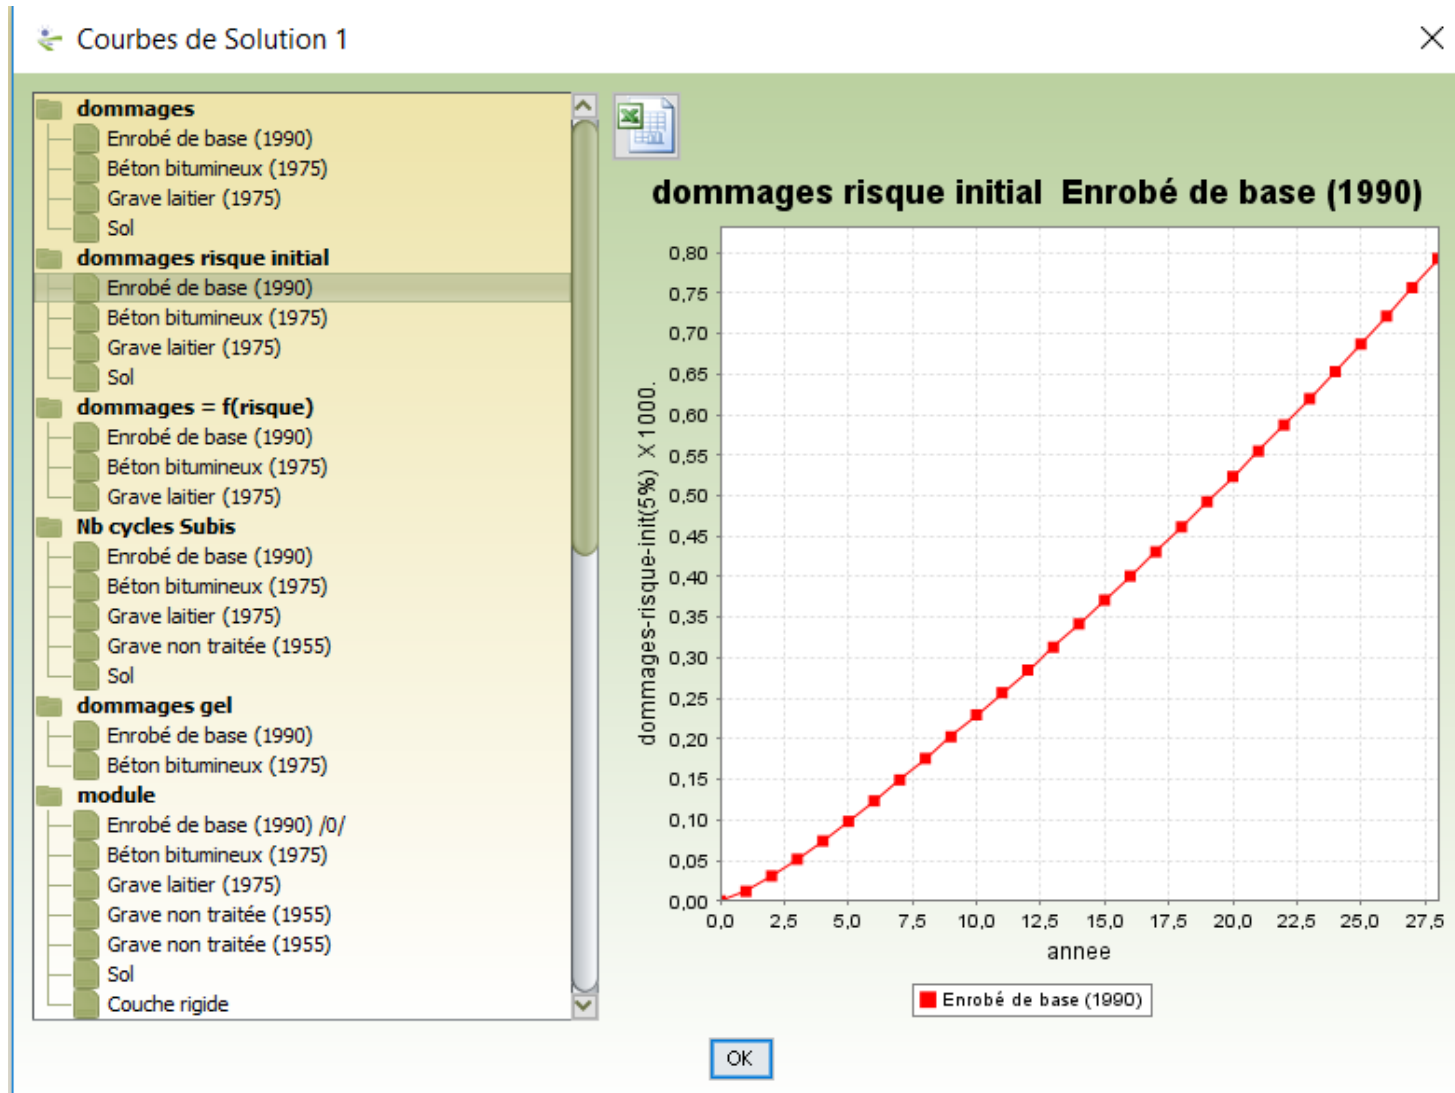 Courbes de Solution 1
dommages
Enrobé de base (1990)
Béton bitumineux (1975)
Grave laitier (1975)
Sol
dommages risque initial
Enrobé de base (1990)
Béton bitumineux (1975)
Grave laitier (1975)
Sol
dommages = f(risque)
Enrobé de base (1990)
Béton bitumineux (1975)
Grave laitier (1975)
Nb cycles Subis
Enrobé de base (1990)
Béton bitumineux (1975)
Grave laitier (1975)
Grave non traitée (1955)
Sol
dommages gel
Enrobé de base (1990)
Béton bitumineux (1975)
module
Enrobé de base (1990) /0/
Béton bitumineux (1975)
Grave laitier (1975)
Grave non traitée (1955)
Grave non traitée (1955)
Sol
Couche rigide
dommages risque initial Enrobé de base (1990)
dommages-risque-init(5%) X 1000.
0,80
0,75
0,70
0,65
0,60
0,55
0,50
0,45
0,40
0,35
0,30
0,25
0,20
0,15
0,10
0,05
0,00
0,0 2,5 5,0 7,5 10,0 12,5 15,0 17,5 20,0 22,5 25,0 27,5
annee
Enrobé de base (1990)
OK